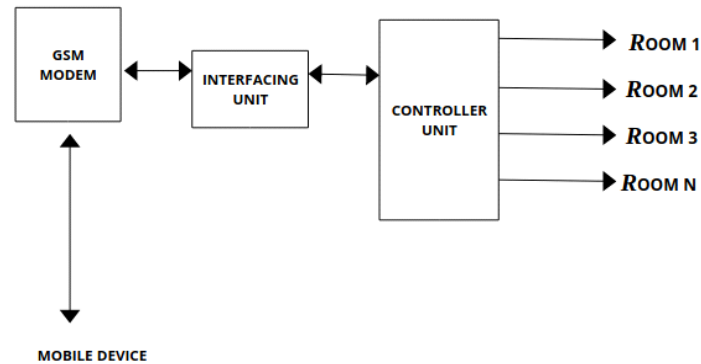 GSM
MODEM
INTERFACING
UNIT
CONTROLLER
UNIT
ROOM 1
ROOM 2
ROOM 3
ROOM N
MOBILE DEVICE